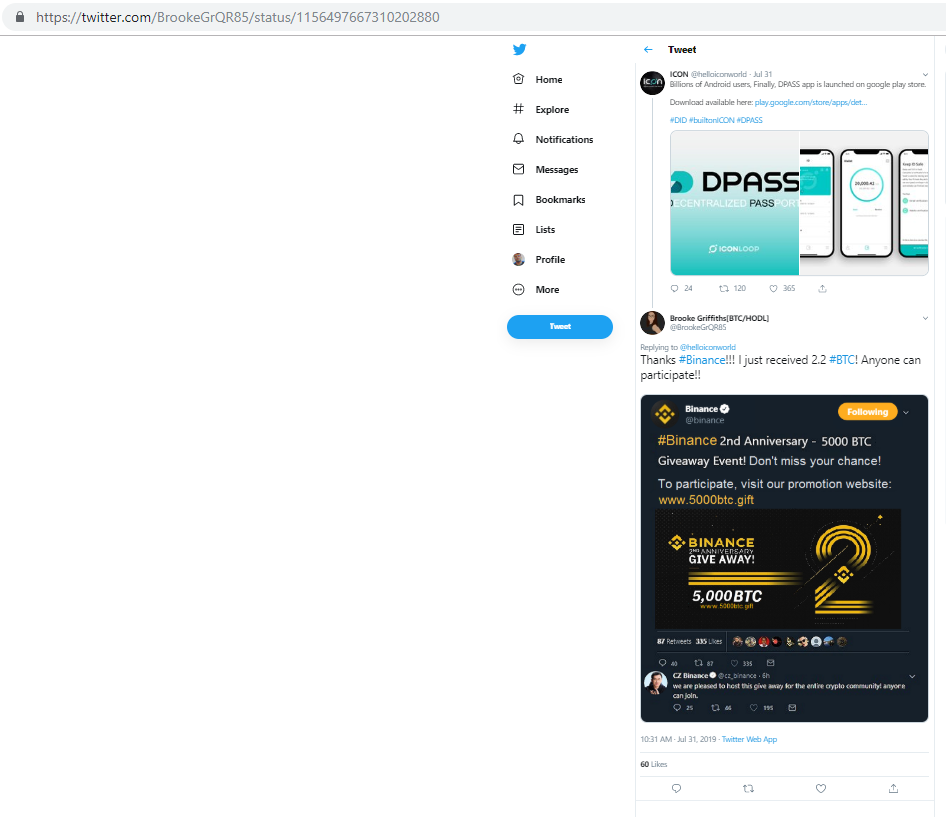 https://twitter.com/BrookeGrQR85/status/1156497667310202880
Home
Explore
Notifications
Messages
Bookmarks
Lists
Profile
More
Tweet
Tweet
ICON @helloiconworld · Jul 31
Billions of Android users, Finally, DPASS app is launched on google play store.
Download available here: play.google.com/store/apps/det...
#DID #builtonICON #DPASS
DPASS
DECENTRALIZED PASSPORT
ICONLOOP
24 120 365
Brooke Griffiths[BTC/HODL]
@BrookeGrQR85
Replying to @helloiconworld
Thanks #Binance!!! I just received 2.2 #BTC! Anyone can
participate!!
Binance
@binance
Following
#Binance 2nd Anniversary - 5000 BTC
Giveaway Event! Don't miss your chance!
To participate, visit our promotion website:
www.5000btc.gift
BINANCE
2ND ANNIVERSARY
GIVE AWAY!
5,000BTC
www.5000btc.gift
2
87 Retweets 335 Likes
40 87 335
CZ Binance @cz_binance · 6h
we are pleased to host this give away for the entire crypto community! anyone
can join.
25 46 195
10:31 AM · Jul 31, 2019 · Twitter Web App
60 Likes